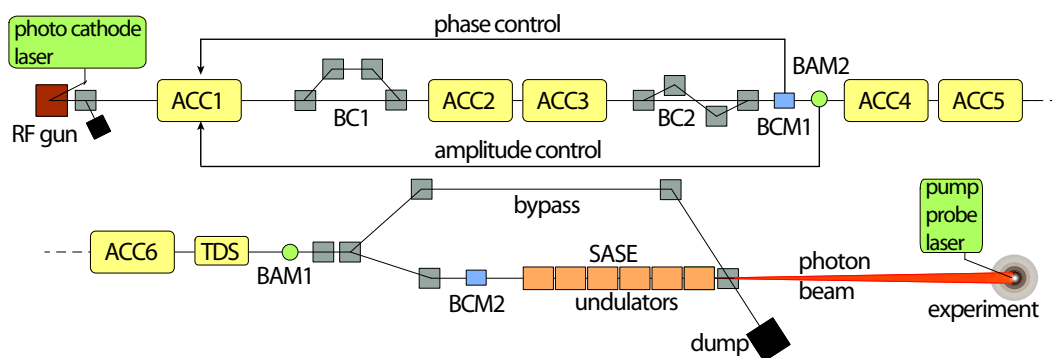 photo cathode
laser
phase control
BAM2
ACC1
ACC2
ACC3
ACC4
ACC5
RF gun
BC1
BC2
BCM1
amplitude control
bypass
pump
probe
laser
ACC6
TDS
BAM1
SASE
undulators
BCM2
photon
beam
experiment
dump